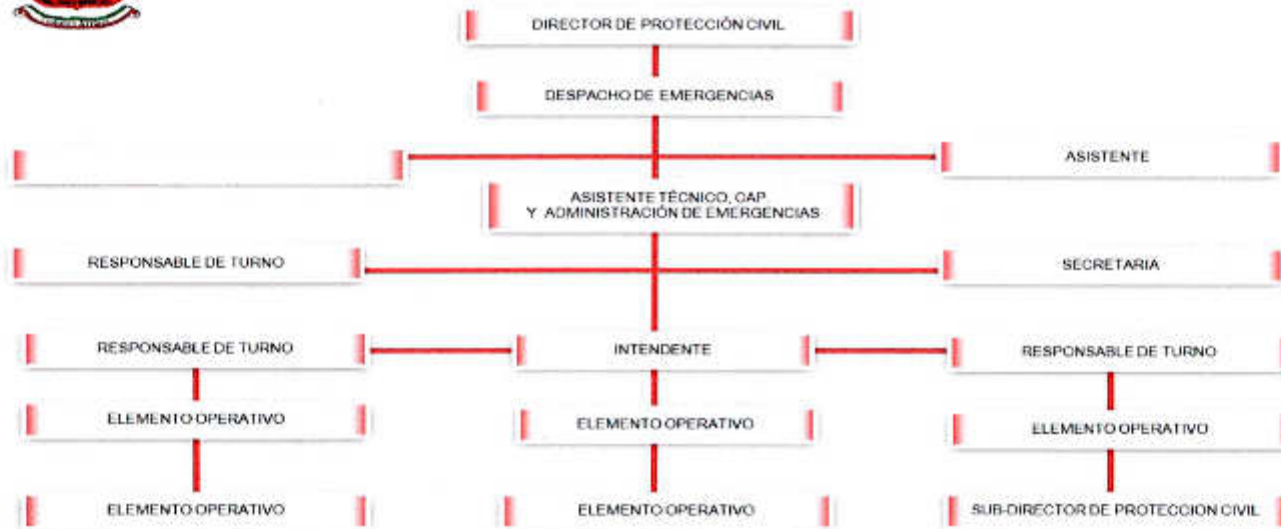 DIRECTOR DE PROTECCIÓN CIVIL
DESPACHO DE EMERGENCIAS
ASISTENTE
ASISTENTE TÉCNICO, CAP
Y ADMINISTRACIÓN DE EMERGENCIAS
RESPONSABLE DE TURNO
SECRETARIA
RESPONSABLE DE TURNO
INTENDENTE
RESPONSABLE DE TURNO
ELEMENTO OPERATIVO
ELEMENTO OPERATIVO
ELEMENTO OPERATIVO
ELEMENTO OPERATIVO
ELEMENTO OPERATIVO
SUB-DIRECTOR DE PROTECCION CIVIL